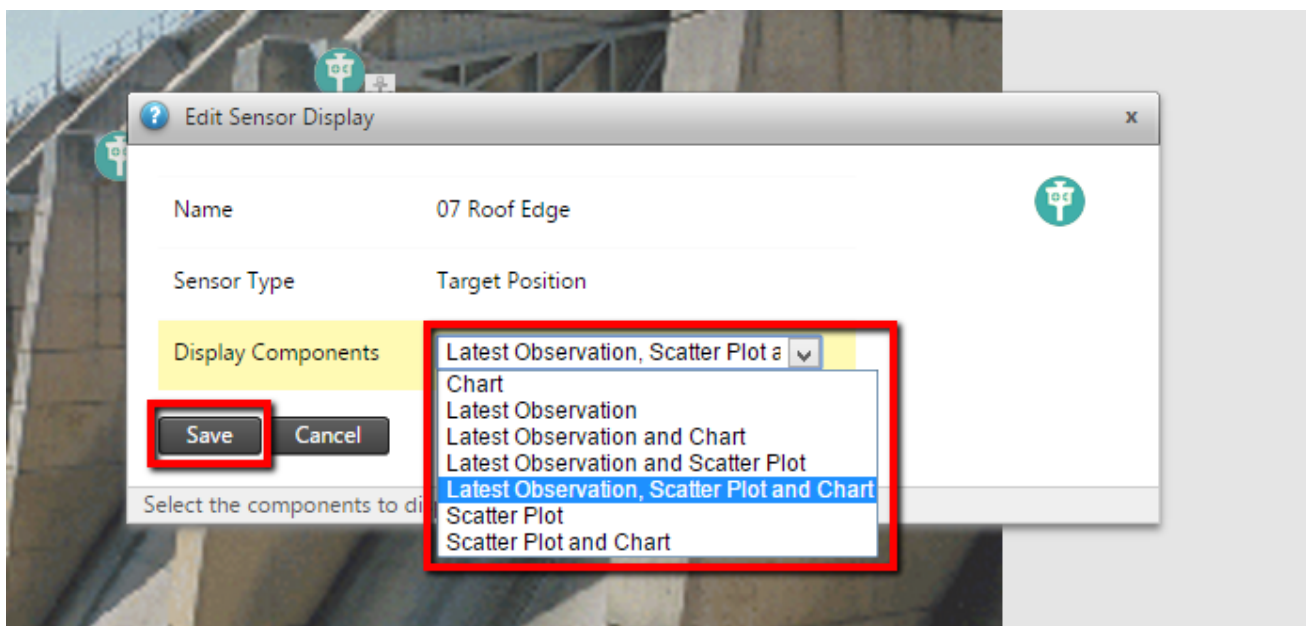 Edit Sensor Display
x
Name 07 Roof Edge
Sensor Type Target Position
Display Components Latest Observation, Scatter Plot a
Chart
Latest Observation
Latest Observation and Chart
Latest Observation and Scatter Plot
Latest Observation, Scatter Plot and Chart
Scatter Plot
Scatter Plot and Chart
Save Cancel
Select the components to